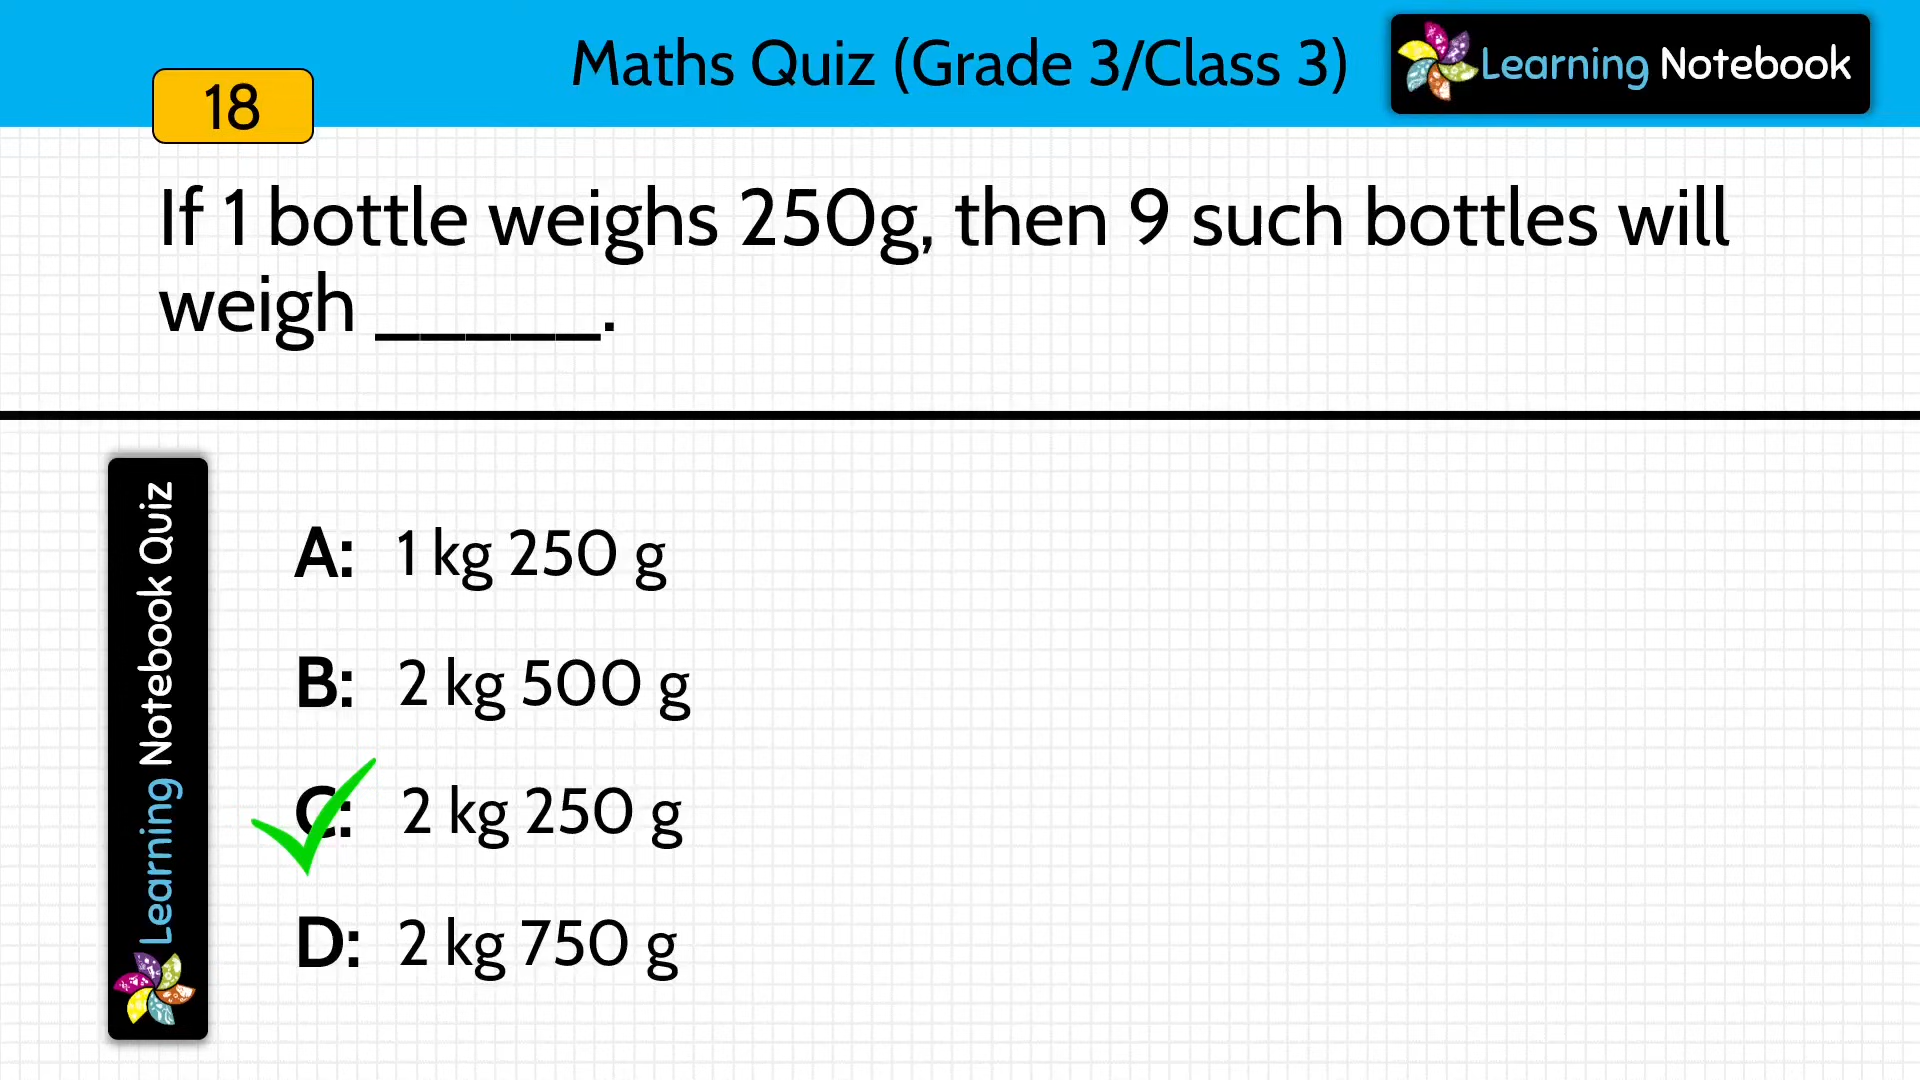 Maths Quiz (Grade 3/Class 3)
Learning Notebook
18
If 1 bottle weighs 250g, then 9 such bottles will
weigh _____.
Learning Notebook Quiz
A: 1 kg 250 g
B: 2 kg 500 g
C: 2 kg 250 g
D: 2 kg 750 g